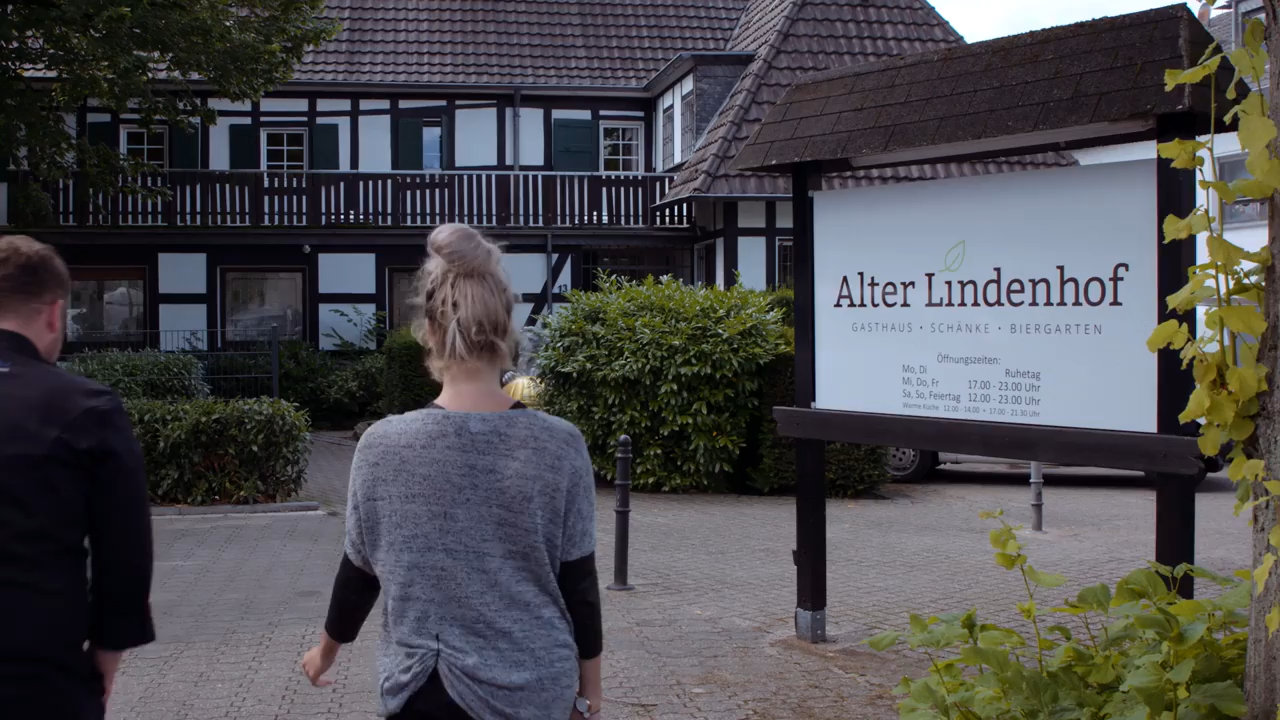 Alter Lindenhof
GASTHAUS • SCHÄNKE • BIERGARTEN
Öffnungszeiten:
Mo, Di Ruhetag
Mi, Do, Fr 17.00 - 23.00 Uhr
Sa, So, Feiertag 12.00 - 23.00 Uhr
Warme Küche 12.00 - 14.00 • 17.00 - 21.30 Uhr
13